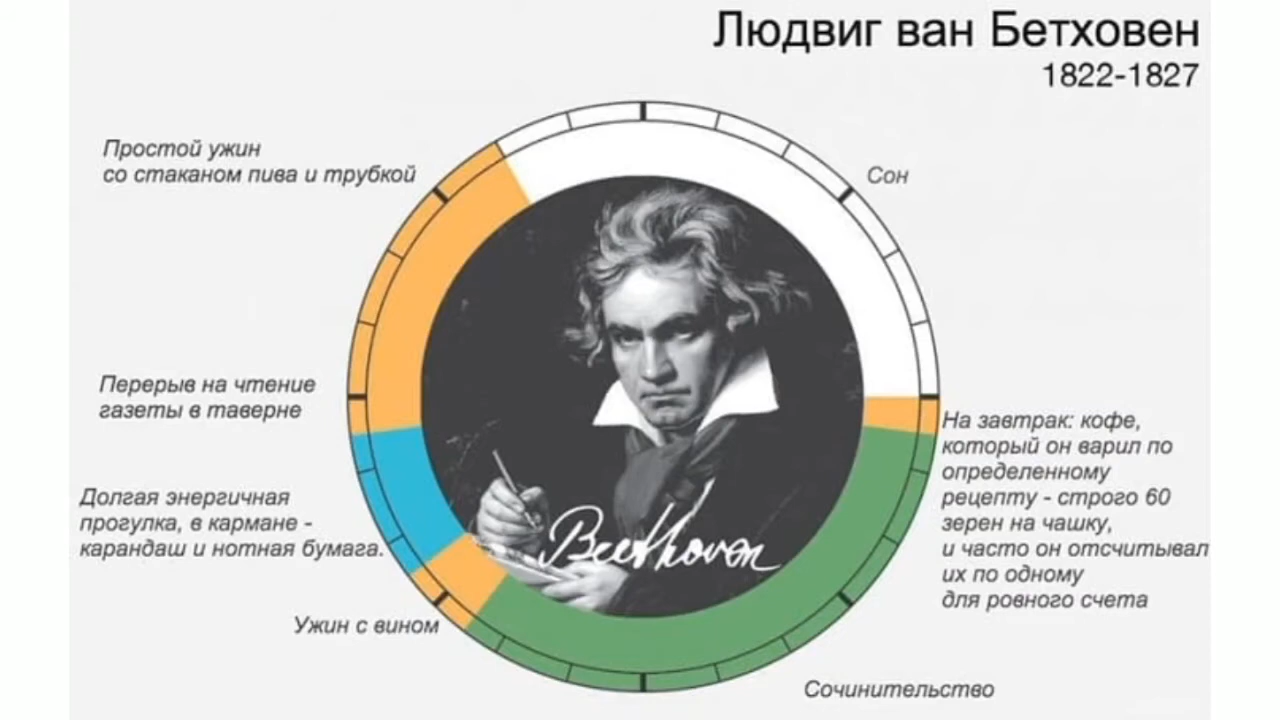 Людвиг ван Бетховен
1822-1827
Простой ужин
со стаканом пива и трубкой
Сон
Перерыв на чтение
газеты в таверне
На завтрак: кофе,
который он варил по
определенному
рецепту - строго 60
зерен на чашку,
и часто он отсчитывал
их по одному
для ровного счета
Долгая энергичная
прогулка, в кармане -
карандаш и нотная бумага.
Beethoven
Ужин с вином
Сочинительство